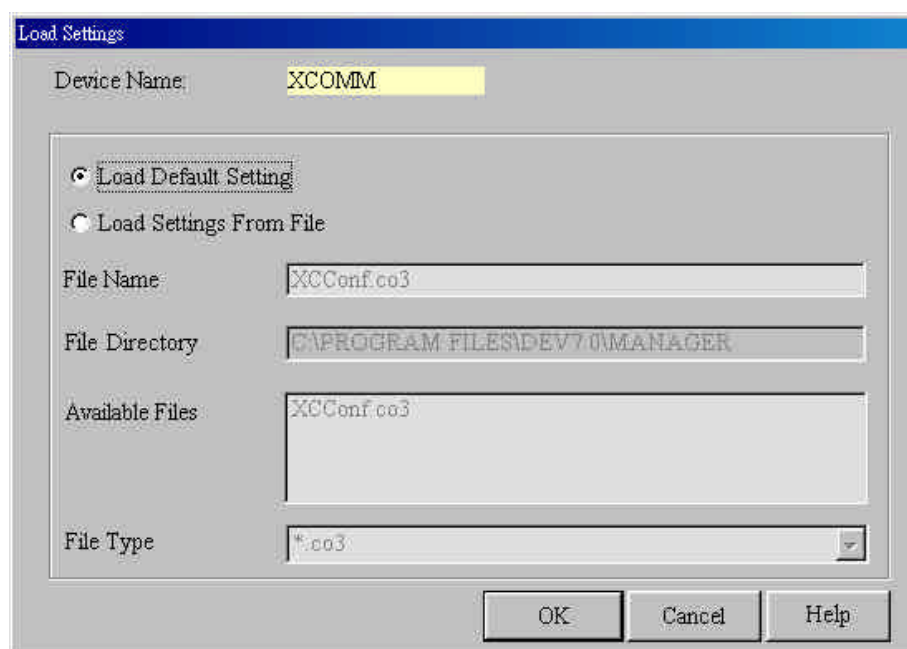 Load Settings
Device Name: XCOMM
Load Default Setting
Load Settings From File
File Name XCConf.co3
File Directory C:\PROGRAM FILES\DEV7.0\MANAGER
Available Files XCConf.co3
File Type *.co3
OK Cancel Help